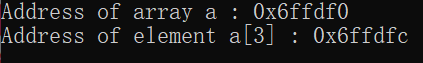 Address of array a : 0x6ffdf0
Address of element a[3] : 0x6ffdfc